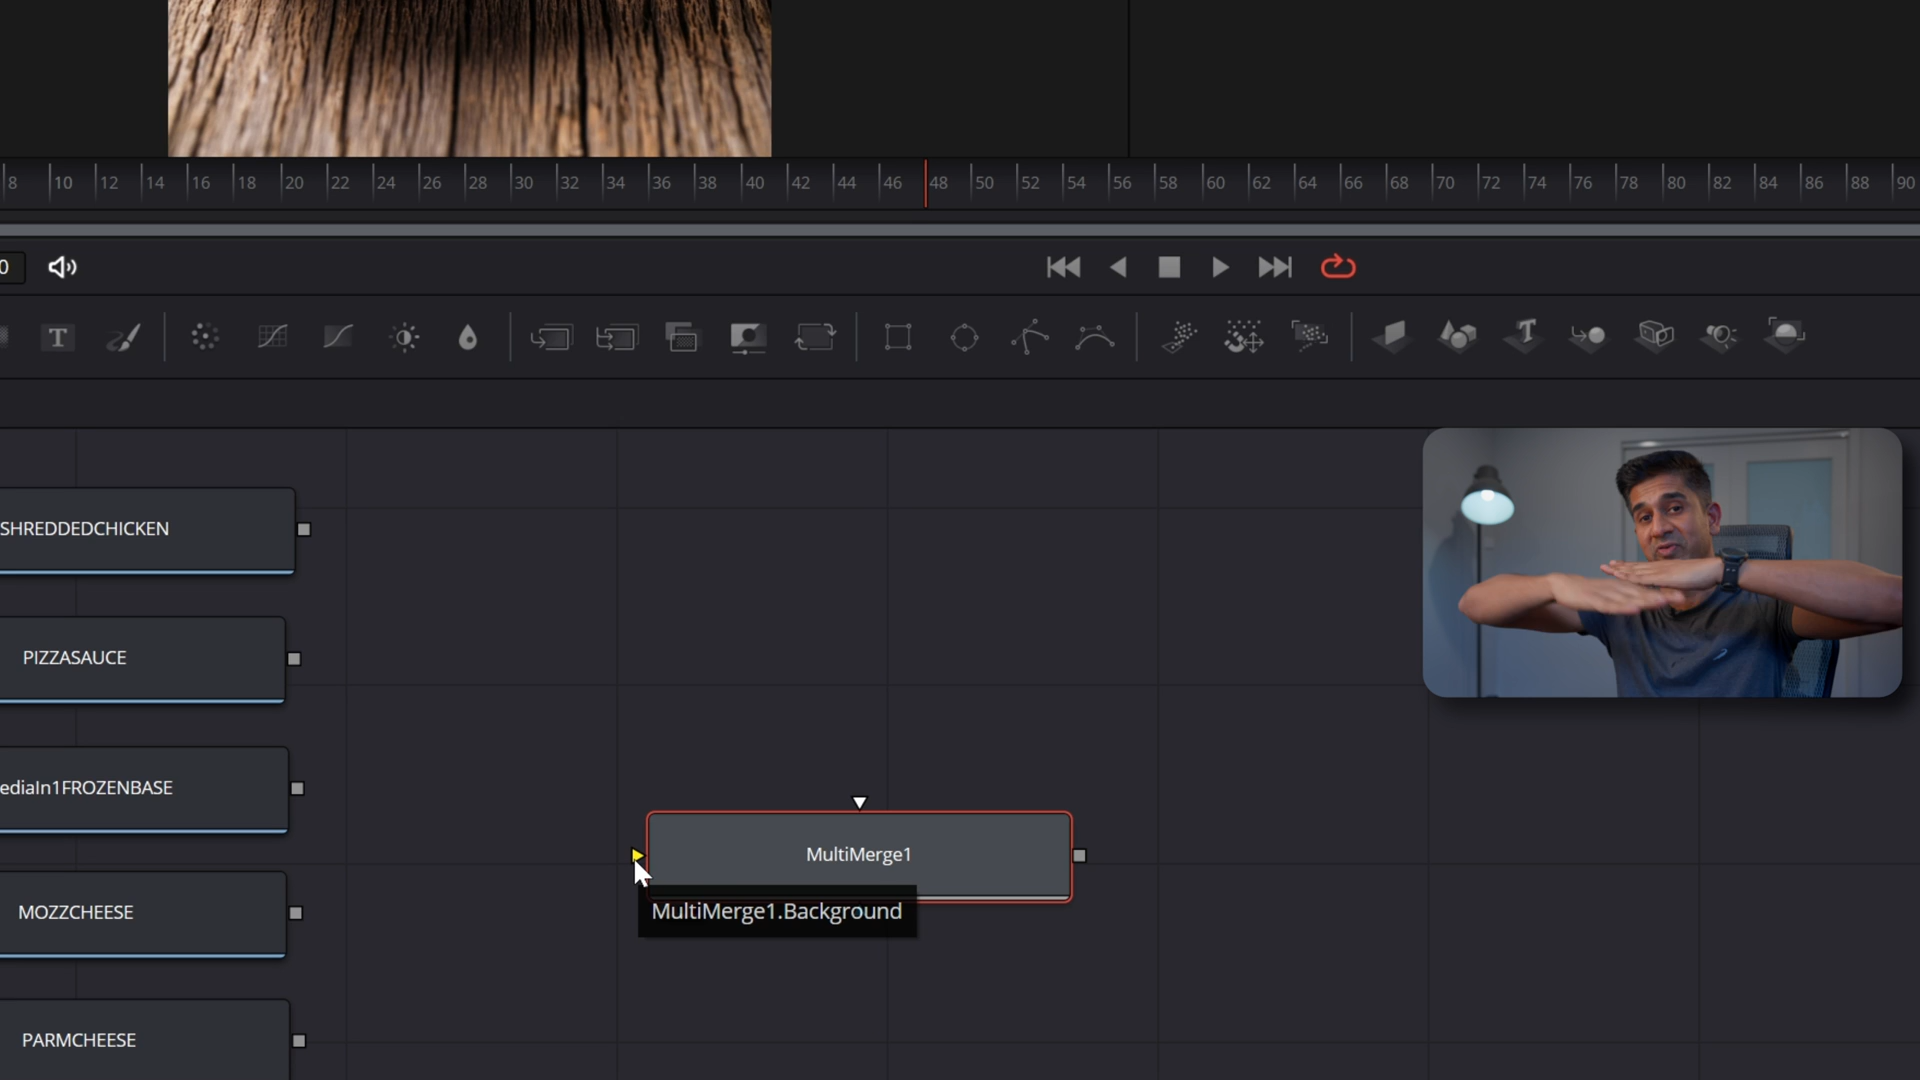 8 10 12 14 16 18 20 22 24 26 28 30 32 34 36 38 40 42 44 46 48 50 52 54 56 58 60 62 64 66 68 70 72 74 76 78 80 82 84 86 88 90
0
T
T
SHREDDEDCHICKEN
PIZZASAUCE
ediaIn1FROZENBASE
MultiMerge1
MultiMerge1.Background
MOZZCHEESE
PARMCHEESE